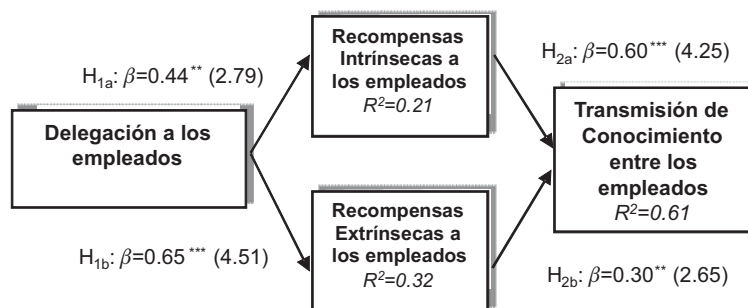 Recompensas
Intrínsecas a
los empleados
R²=0.21
H₁ₐ: β=0.44 ** (2.79)
H₂ₐ: β=0.60 *** (4.25)
Delegación a los
empleados
Transmisión de
Conocimiento
entre los
empleados
R²=0.61
Recompensas
Extrínsecas a
los empleados
R²=0.32
H₁b: β=0.65 *** (4.51)
H₂b: β=0.30** (2.65)